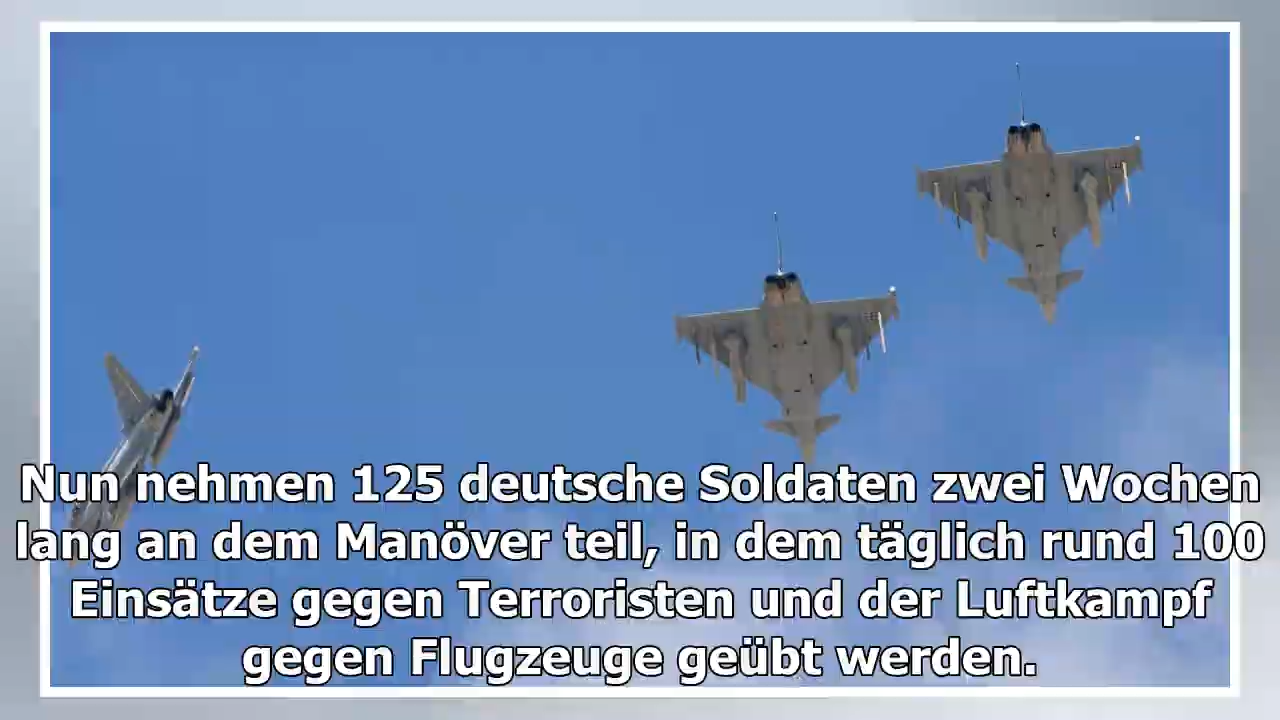 Nun nehmen 125 deutsche Soldaten zwei Wochen
lang an dem Manöver teil, in dem täglich rund 100
Einsätze gegen Terroristen und der Luftkampf
gegen Flugzeuge geübt werden.